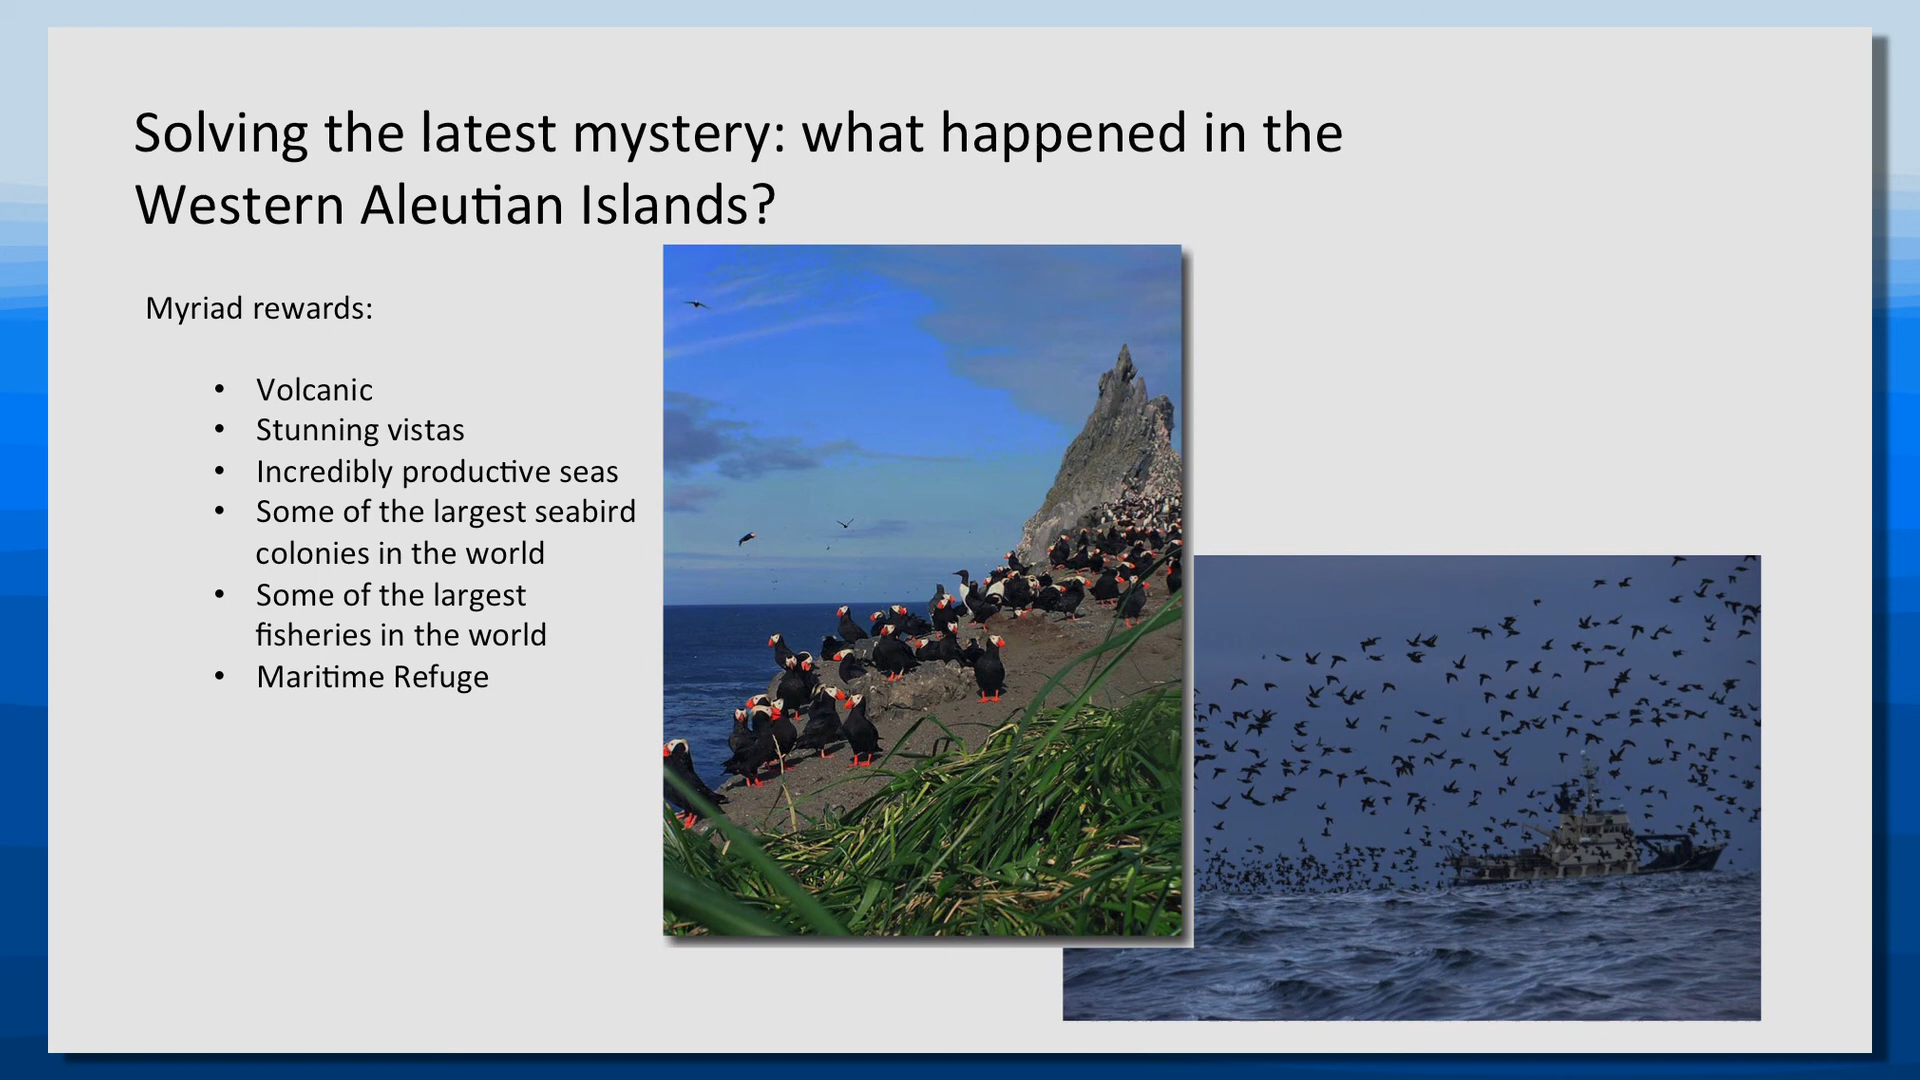 Solving the latest mystery: what happened in the
Western Aleutian Islands?
Myriad rewards:
• Volcanic
• Stunning vistas
• Incredibly productive seas
• Some of the largest seabird
colonies in the world
• Some of the largest
fisheries in the world
• Maritime Refuge